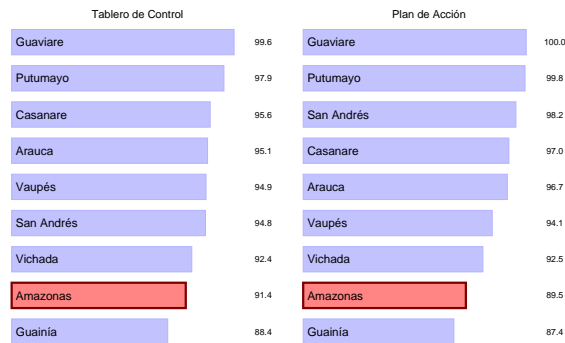 Tablero de Control
Guaviare 99.6
Putumayo 97.9
Casanare 95.6
Arauca 95.1
Vaupés 94.9
San Andrés 94.8
Vichada 92.4
Amazonas 91.4
Guainía 88.4
Plan de Acción
Guaviare 100.0
Putumayo 99.8
San Andrés 98.2
Casanare 97.0
Arauca 96.7
Vaupés 94.1
Vichada 92.5
Amazonas 89.5
Guainía 87.4